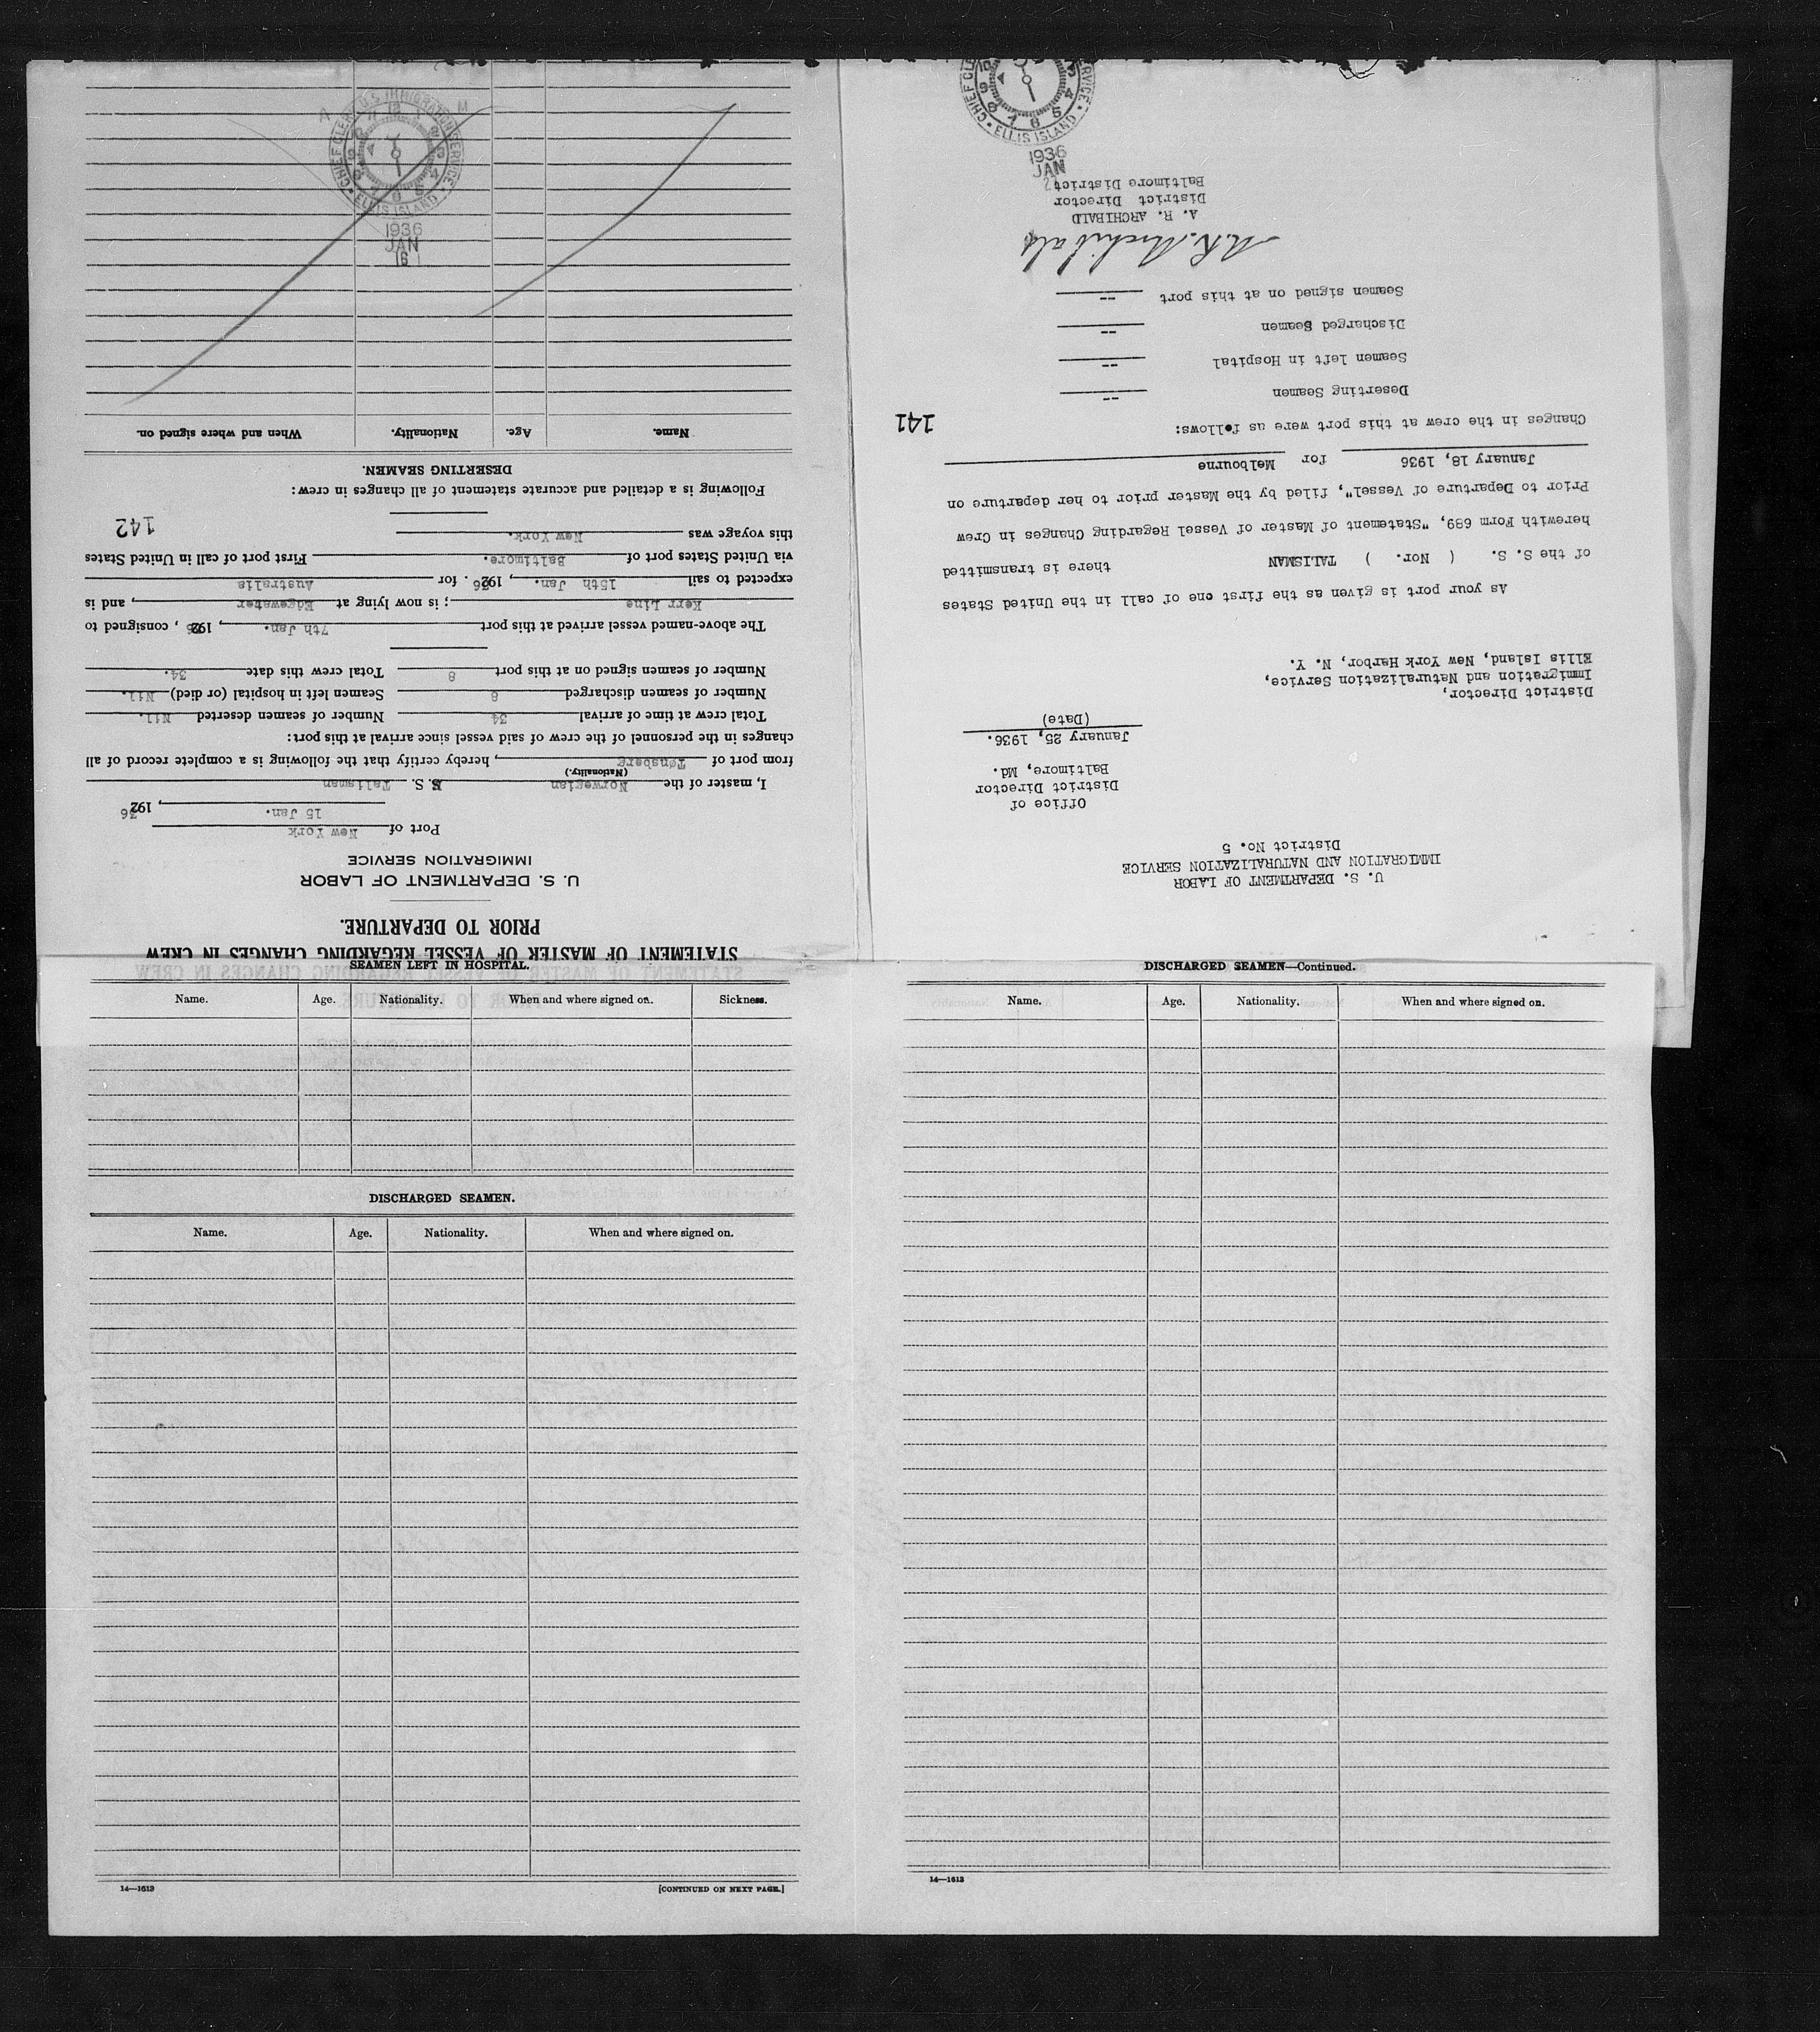 STATEMENT OF MASTER OF VESSEL REGARDING CHANGES IN CREW
PRIOR TO DEPARTURE.
U. S. DEPARTMENT OF LABOR
IMMIGRATION SERVICE
Port of New York
15 Jan., 1936
I, master of the Norwegian S. S. Talisman
(Nationality.)
from port of Tønsberg, hereby certify that the following is a complete record of all
changes in the personnel of the crew of said vessel since arrival at this port:
Total crew at time of arrival 34 Number of seamen deserted Nil.
Number of seamen discharged 8 Seamen left in hospital (or died) Nil.
Number of seamen signed on at this port 8 Total crew this date 34.
The above-named vessel arrived at this port 7th Jan., 1936, consigned to
Kerr Line; is now lying at Edgewater, and is
expected to sail 15th Jan., 1936. for Australia
via United States port of Baltimore. First port of call in United States
this voyage was New York.
142
Following is a detailed and accurate statement of all changes in crew:
DESERTING SEAMEN.
Name. Age. Nationality. When and where signed on.
CHIEF CLERK U.S. IMMIGRATION SERVICE • ELLIS ISLAND •
1936
JAN
16
U. S. DEPARTMENT OF LABOR
IMMIGRATION AND NATURALIZATION SERVICE
District No. 5
Office of
District Director
Baltimore, Md.
January 25, 1936.
(Date)
District Director,
Immigration and Naturalization Service,
Ellis Island, New York Harbor, N. Y.
As your port is given as the first one of call in the United States
of the S. S. ( Nor. ) TALISMAN there is transmitted
herewith Form 689, "Statement of Master of Vessel Regarding Changes in Crew
Prior to Departure of Vessel", filed by the Master prior to her departure on
January 18, 1936 for Melbourne
Changes in the crew at this port were as follows:
141
Deserting Seamen --
Seamen left in Hospital --
Discharged Seamen --
Seamen signed on at this port --
A. R. Archibald
A. R. ARCHIBALD
District Director
Baltimore District
JAN
1936
ELLIS ISLAND
SEAMEN LEFT IN HOSPITAL.
Name. Age. Nationality. When and where signed on. Sickness.
DISCHARGED SEAMEN.
Name. Age. Nationality. When and where signed on.
14—1613 [CONTINUED ON NEXT PAGE.]
DISCHARGED SEAMEN—Continued.
Name. Age. Nationality. When and where signed on.
14—1613